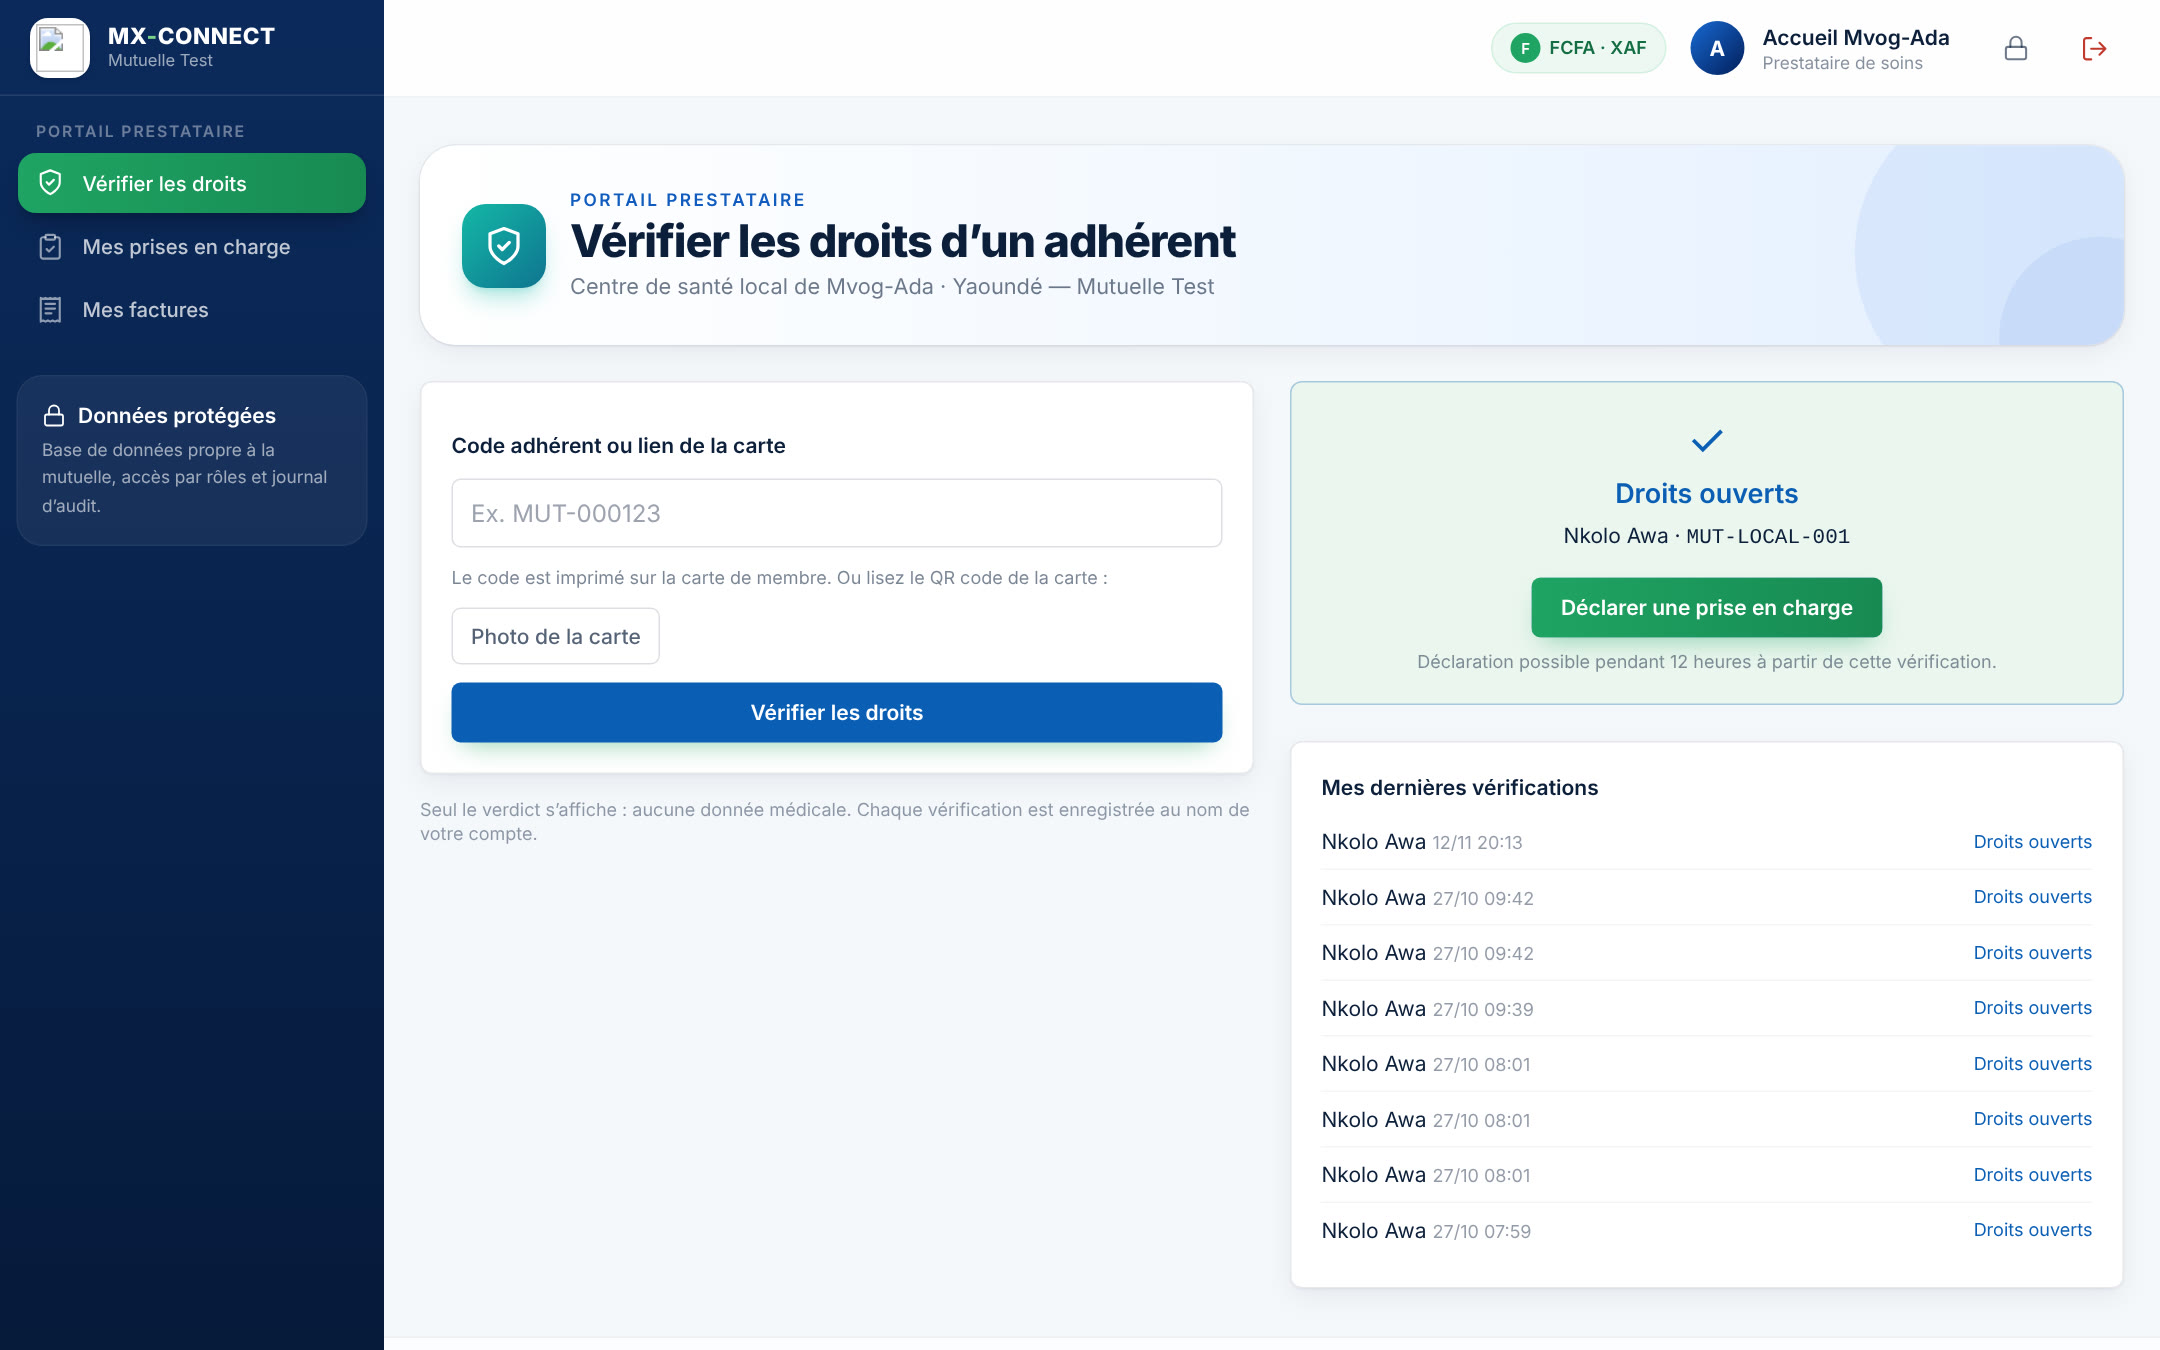 MX-CONNECT
Mutuelle Test
PORTAIL PRESTATAIRE
Vérifier les droits
Mes prises en charge
Mes factures
Données protégées
Base de données propre à la
mutuelle, accès par rôles et journal
d’audit.
F FCFA · XAF
A
Accueil Mvog-Ada
Prestataire de soins
PORTAIL PRESTATAIRE
Vérifier les droits d’un adhérent
Centre de santé local de Mvog-Ada · Yaoundé — Mutuelle Test
Code adhérent ou lien de la carte
Ex. MUT-000123
Le code est imprimé sur la carte de membre. Ou lisez le QR code de la carte :
Photo de la carte
Vérifier les droits
Seul le verdict s’affiche : aucune donnée médicale. Chaque vérification est enregistrée au nom de
votre compte.
Droits ouverts
Nkolo Awa · MUT-LOCAL-001
Déclarer une prise en charge
Déclaration possible pendant 12 heures à partir de cette vérification.
Mes dernières vérifications
Nkolo Awa 12/11 20:13 Droits ouverts
Nkolo Awa 27/10 09:42 Droits ouverts
Nkolo Awa 27/10 09:42 Droits ouverts
Nkolo Awa 27/10 09:39 Droits ouverts
Nkolo Awa 27/10 08:01 Droits ouverts
Nkolo Awa 27/10 08:01 Droits ouverts
Nkolo Awa 27/10 08:01 Droits ouverts
Nkolo Awa 27/10 07:59 Droits ouverts